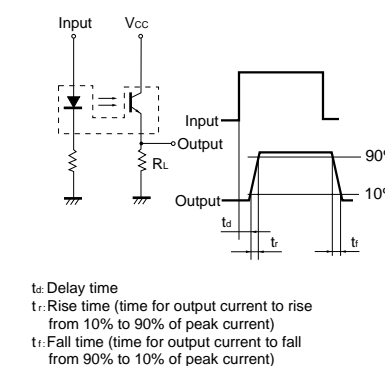 Input
Vcc
Input
Output
RL
90%
Output
10%
td
tr
tf
td: Delay time
tr: Rise time (time for output current to rise
from 10% to 90% of peak current)
tf: Fall time (time for output current to fall
from 90% to 10% of peak current)